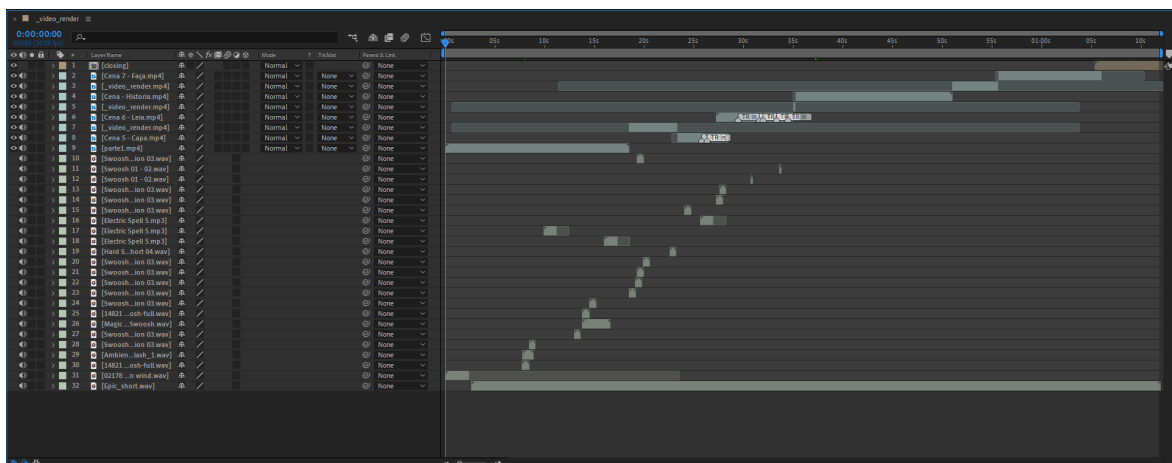 _video_render
0:00:00:00
00s 05s 10s 15s 20s 25s 30s 35s 40s 45s 50s 55s 01:00s 05s 10s
# Layer Name Mode T .TrkMat Parent & Link
1 [closing] Normal None
2 [Cena 7 - Faça.mp4] Normal None None
3 [_video_render.mp4] Normal None None
4 [Cena - Historia.mp4] Normal None None
5 [_video_render.mp4] Normal None None
6 [Cena 6 - Leia.mp4] Normal None None
7 [_video_render.mp4] Normal None None
8 [Cena 5 - Capa.mp4] Normal None None TR in
9 [parte1.mp4] Normal None None
10 [Swoosh...ion 03.wav] None
11 [Swoosh 01 - 02.wav] None
12 [Swoosh 01 - 02.wav] None
13 [Swoosh...ion 03.wav] None
14 [Swoosh...ion 03.wav] None
15 [Swoosh...ion 03.wav] None
16 [Electric Spell 5.mp3] None
17 [Electric Spell 5.mp3] None
18 [Electric Spell 5.mp3] None
19 [Hard S...hort 04.wav] None
20 [Swoosh...ion 03.wav] None
21 [Swoosh...ion 03.wav] None
22 [Swoosh...ion 03.wav] None
23 [Swoosh...ion 03.wav] None
24 [Swoosh...ion 03.wav] None
25 [14821 ...osh-full.wav] None
26 [Magic ...Swoosh.wav] None
27 [Swoosh...ion 03.wav] None
28 [Swoosh...ion 03.wav] None
29 [Ambien...lash_1.wav] None
30 [14821 ...osh-full.wav] None
31 [02178 ...n wind.wav] None
32 [Epic_short.wav] None